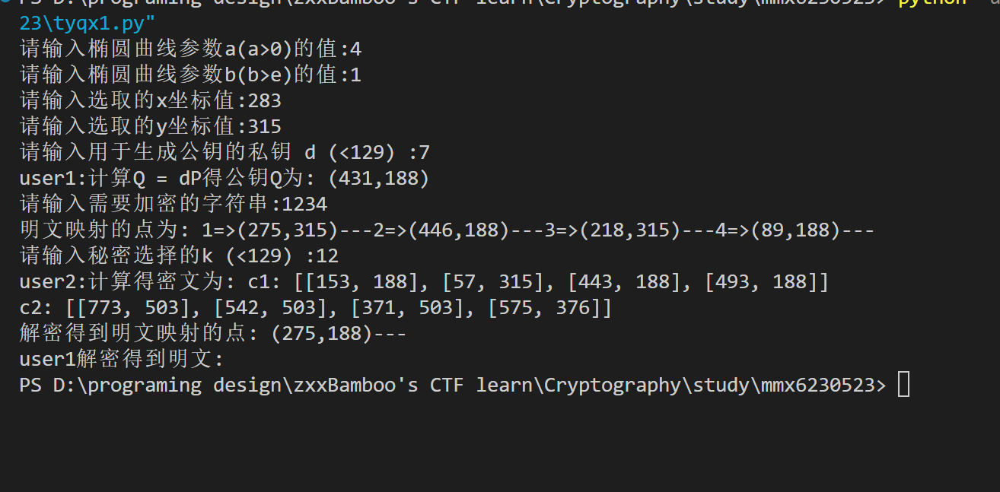 PS D:\programing design\zxxBamboo's CTF learn\Cryptography\study\mmx6230523> python
23\tyqx1.py"
请输入椭圆曲线参数a(a>0)的值:4
请输入椭圆曲线参数b(b>e)的值:1
请输入选取的x坐标值:283
请输入选取的y坐标值:315
请输入用于生成公钥的私钥 d (<129) :7
user1:计算Q = dP得公钥Q为: (431,188)
请输入需要加密的字符串:1234
明文映射的点为: 1=>(275,315)---2=>(446,188)---3=>(218,315)---4=>(89,188)---
请输入秘密选择的k (<129) :12
user2:计算得密文为: c1: [[153, 188], [57, 315], [443, 188], [493, 188]]
c2: [[773, 503], [542, 503], [371, 503], [575, 376]]
解密得到明文映射的点: (275,188)---
user1解密得到明文:
PS D:\programing design\zxxBamboo's CTF learn\Cryptography\study\mmx6230523>